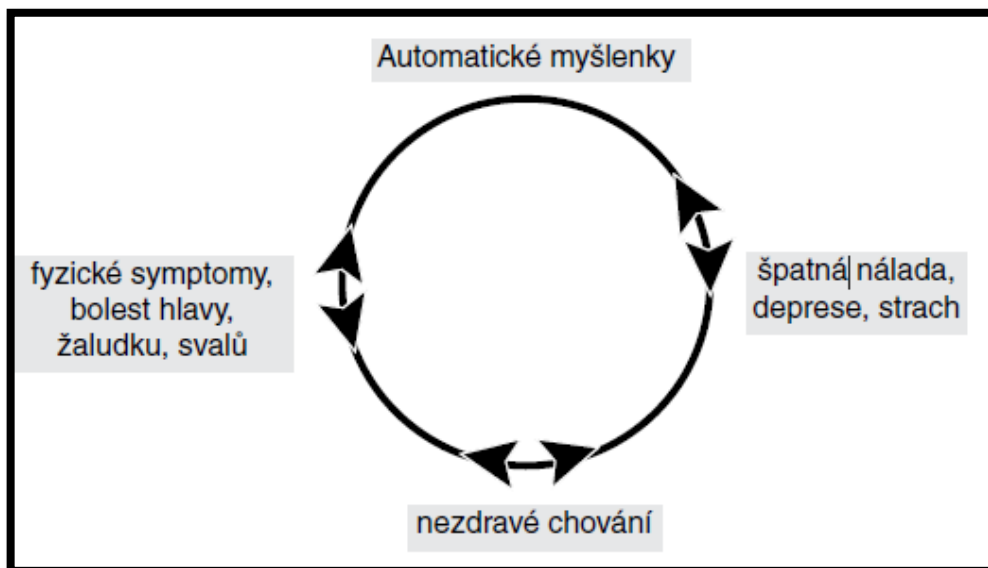 Automatické myšlenky
fyzické symptomy,
bolest hlavy,
žaludku, svalů
špatná nálada,
deprese, strach
nezdravé chování